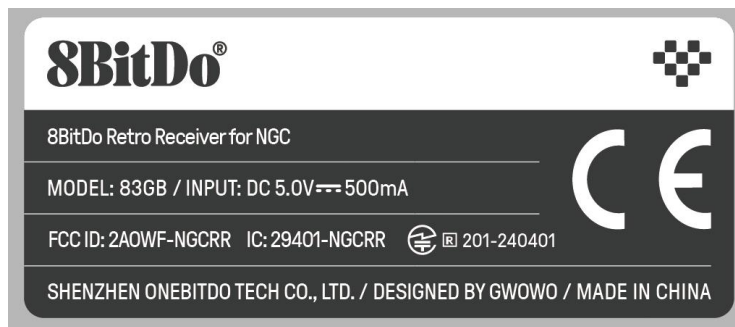 8BitDo®
8BitDo Retro Receiver for NGC
MODEL: 83GB / INPUT: DC 5.0V⎓500mA
FCC ID: 2AOWF-NGCRR IC: 29401-NGCRR R 201-240401
CE
SHENZHEN ONEBITDO TECH CO., LTD. / DESIGNED BY GWOWO / MADE IN CHINA